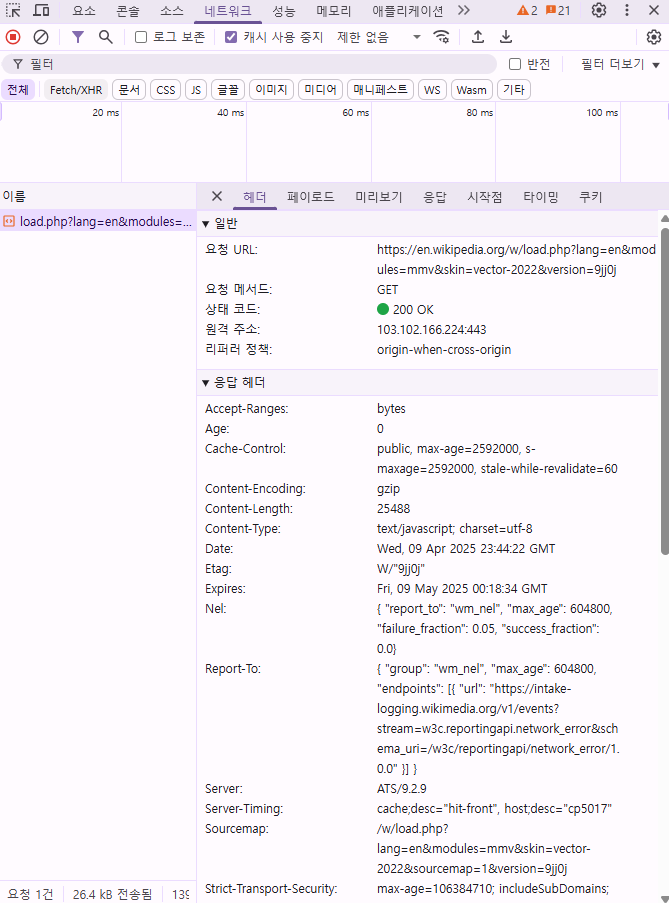 요소 콘솔 소스 네트워크 성능 메모리 애플리케이션 2 21
로그 보존 캐시 사용 중지 제한 없음
필터 반전 필터 더보기
전체 Fetch/XHR 문서 CSS JS 글꼴 이미지 미디어 매니페스트 WS Wasm 기타
20 ms 40 ms 60 ms 80 ms 100 ms
이름 헤더 페이로드 미리보기 응답 시작점 타이밍 쿠키
load.php?lang=en&modules=...
일반
요청 URL: https://en.wikipedia.org/w/load.php?lang=en&mod
ules=mmv&skin=vector-2022&version=9jj0j
요청 메서드: GET
상태 코드: 200 OK
원격 주소: 103.102.166.224:443
리퍼러 정책: origin-when-cross-origin
응답 헤더
Accept-Ranges: bytes
Age: 0
Cache-Control: public, max-age=2592000, s-
maxage=2592000, stale-while-revalidate=60
Content-Encoding: gzip
Content-Length: 25488
Content-Type: text/javascript; charset=utf-8
Date: Wed, 09 Apr 2025 23:44:22 GMT
Etag: W/"9jj0j"
Expires: Fri, 09 May 2025 00:18:34 GMT
Nel: { "report_to": "wm_nel", "max_age": 604800,
"failure_fraction": 0.05, "success_fraction":
0.0}
Report-To: { "group": "wm_nel", "max_age": 604800,
"endpoints": [{ "url": "https://intake-
logging.wikimedia.org/v1/events?
stream=w3c.reportingapi.network_error&sch
ema_uri=/w3c/reportingapi/network_error/1.
0.0" }] }
Server: ATS/9.2.9
Server-Timing: cache;desc="hit-front", host;desc="cp5017"
Sourcemap: /w/load.php?
lang=en&modules=mmv&skin=vector-
2022&sourcemap=1&version=9jj0j
Strict-Transport-Security: max-age=106384710; includeSubDomains;
요청 1건 26.4 kB 전송됨 139